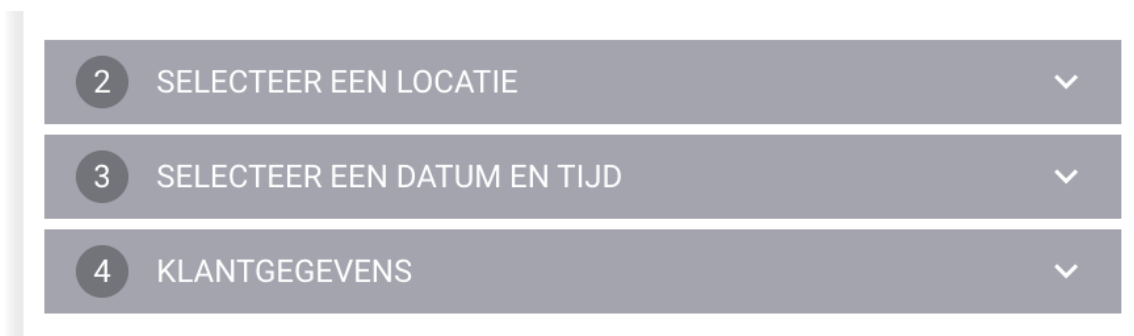 2 SELECTEER EEN LOCATIE
3 SELECTEER EEN DATUM EN TIJD
4 KLANTGEGEVENS